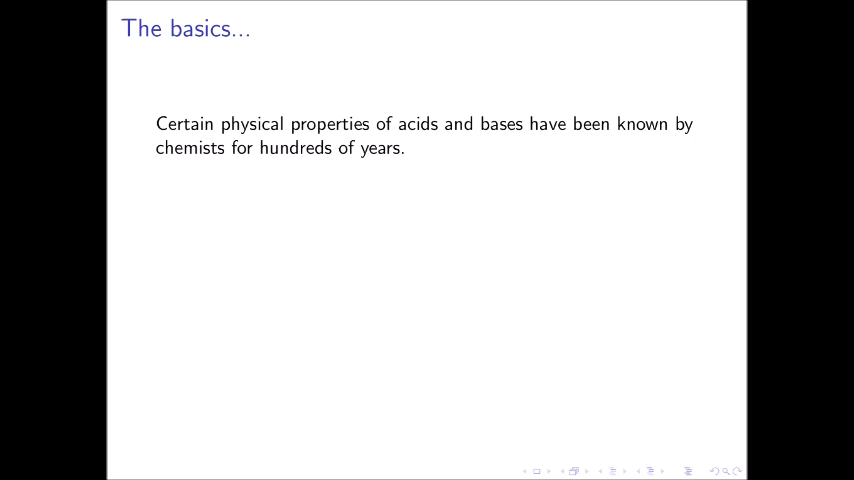 The basics...
Certain physical properties of acids and bases have been known by
chemists for hundreds of years.